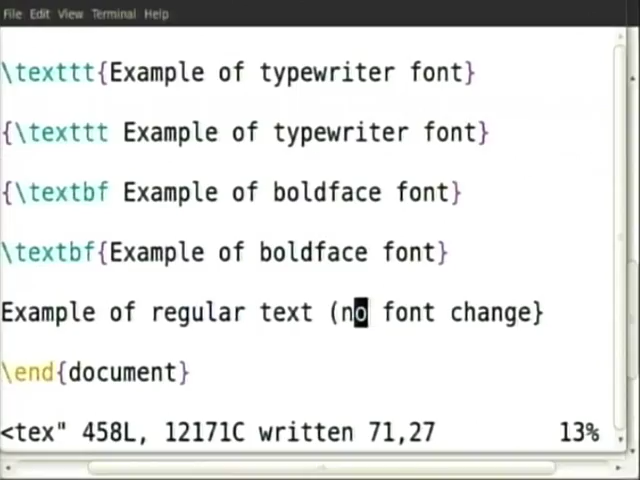 File Edit View Terminal Help
\texttt{Example of typewriter font}
{\texttt Example of typewriter font}
{\textbf Example of boldface font}
\textbf{Example of boldface font}
Example of regular text (no font change}
\end{document}
<tex" 458L, 12171C written 71,27 13%